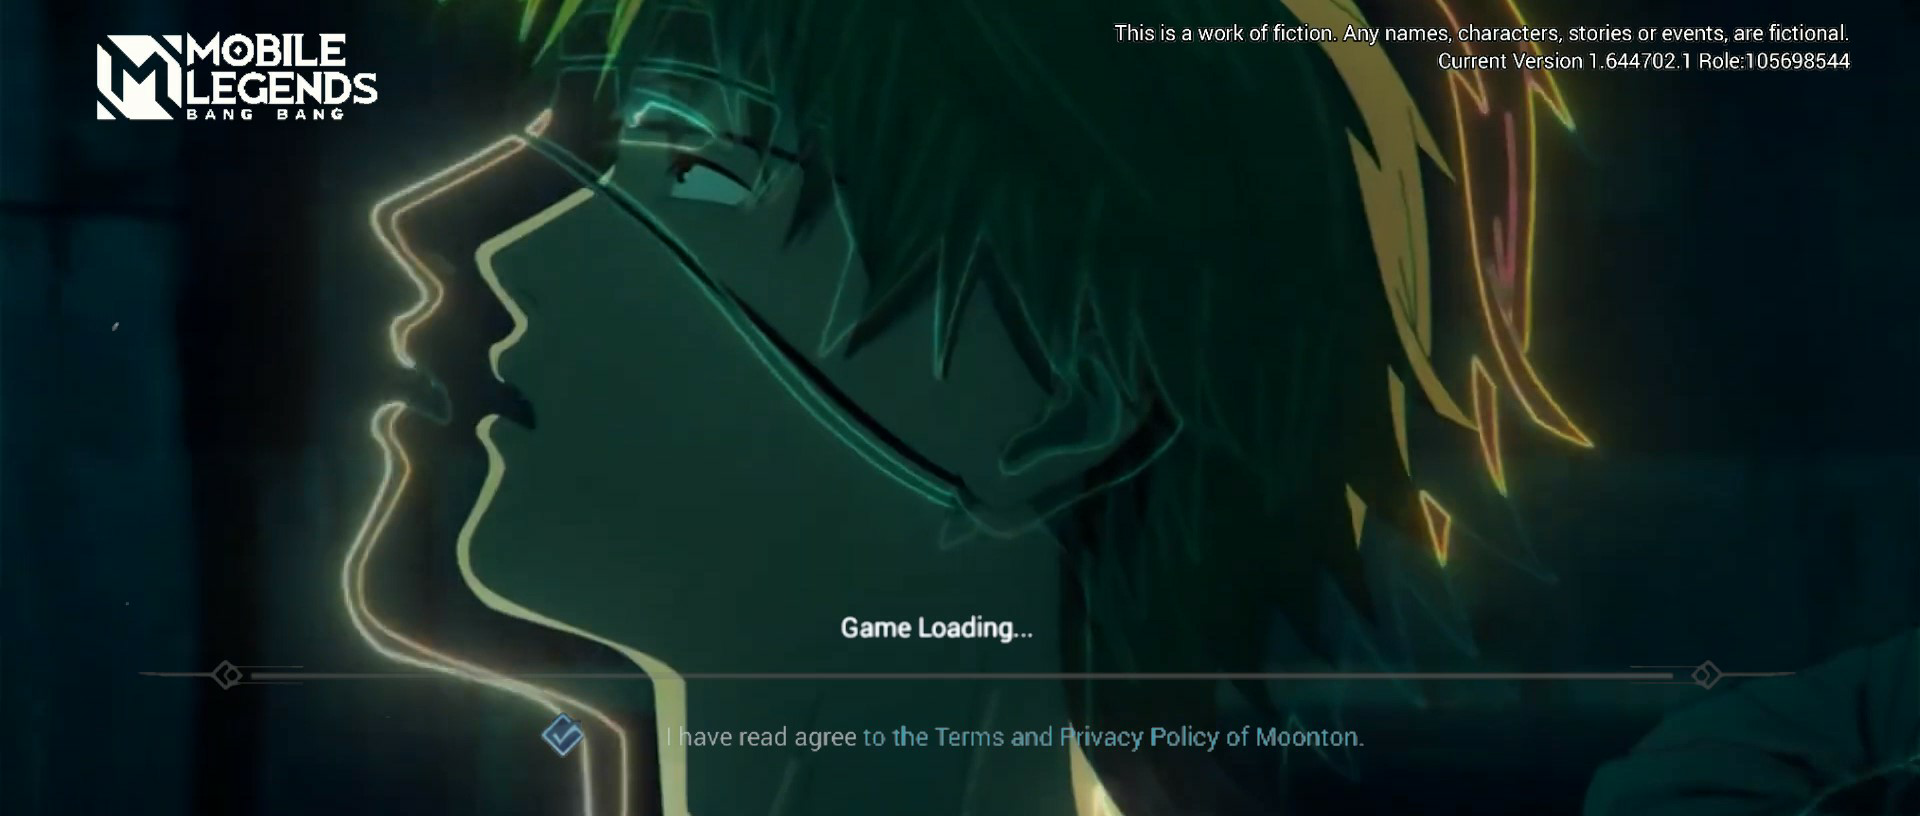 MOBILE
LEGENDS
BANG BANG
This is a work of fiction. Any names, characters, stories or events, are fictional.
Current Version 1.644702.1 Role:105698544
Game Loading...
I have read agree to the Terms and Privacy Policy of Moonton.